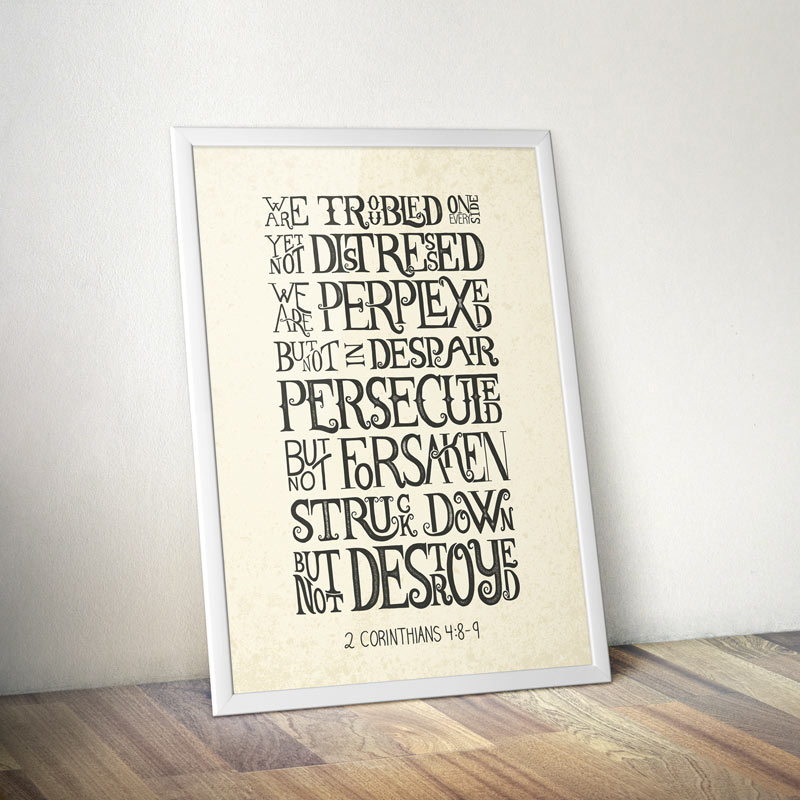 WE ARE TROUBLED ON EVERY SIDE
YET NOT DISTRESSED
WE ARE PERPLEXED
BUT NOT IN DESPAIR
PERSECUTED
BUT NOT FORSAKEN
STRUCK DOWN
BUT NOT DESTROYED
2 CORINTHIANS 4:8-9